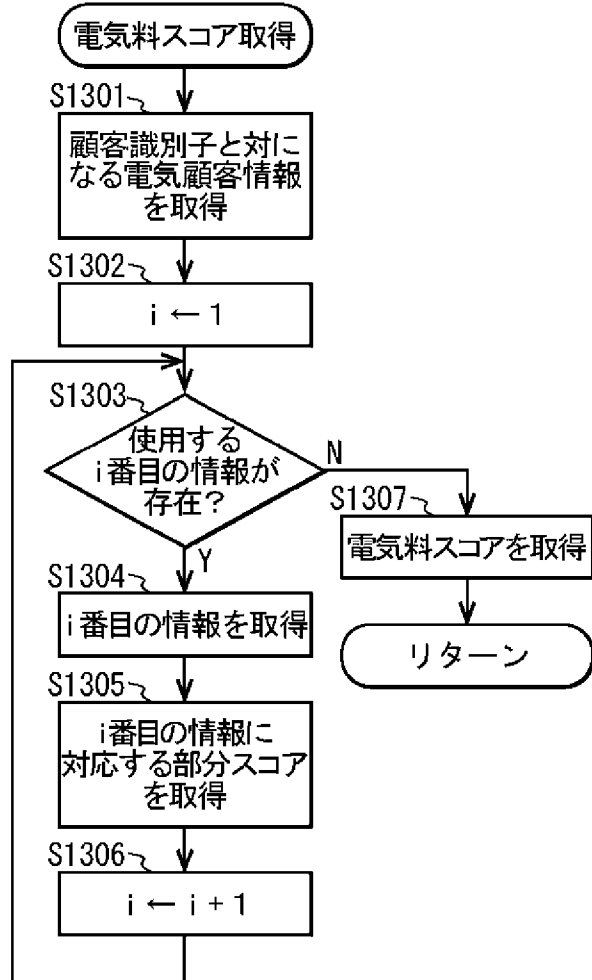 電気料スコア取得
S1301
顧客識別子と対に
なる電気顧客情報
を取得
S1302
i ← 1
S1303
使用する
i番目の情報が
存在?
N
Y
S1304
i番目の情報を取得
S1305
i番目の情報に
対応する部分スコア
を取得
S1306
i ← i + 1
S1307
電気料スコアを取得
リターン